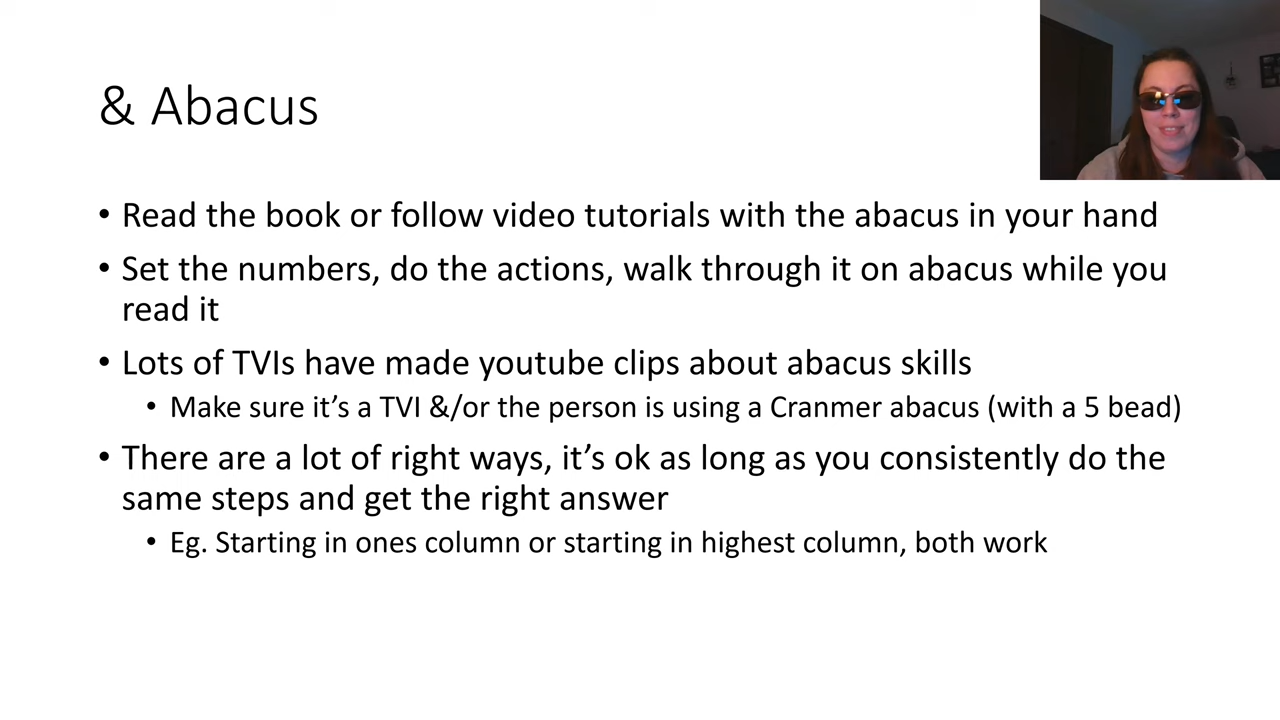 & Abacus
• Read the book or follow video tutorials with the abacus in your hand
• Set the numbers, do the actions, walk through it on abacus while you
read it
• Lots of TVIs have made youtube clips about abacus skills
• Make sure it’s a TVI &/or the person is using a Cranmer abacus (with a 5 bead)
• There are a lot of right ways, it’s ok as long as you consistently do the
same steps and get the right answer
• Eg. Starting in ones column or starting in highest column, both work